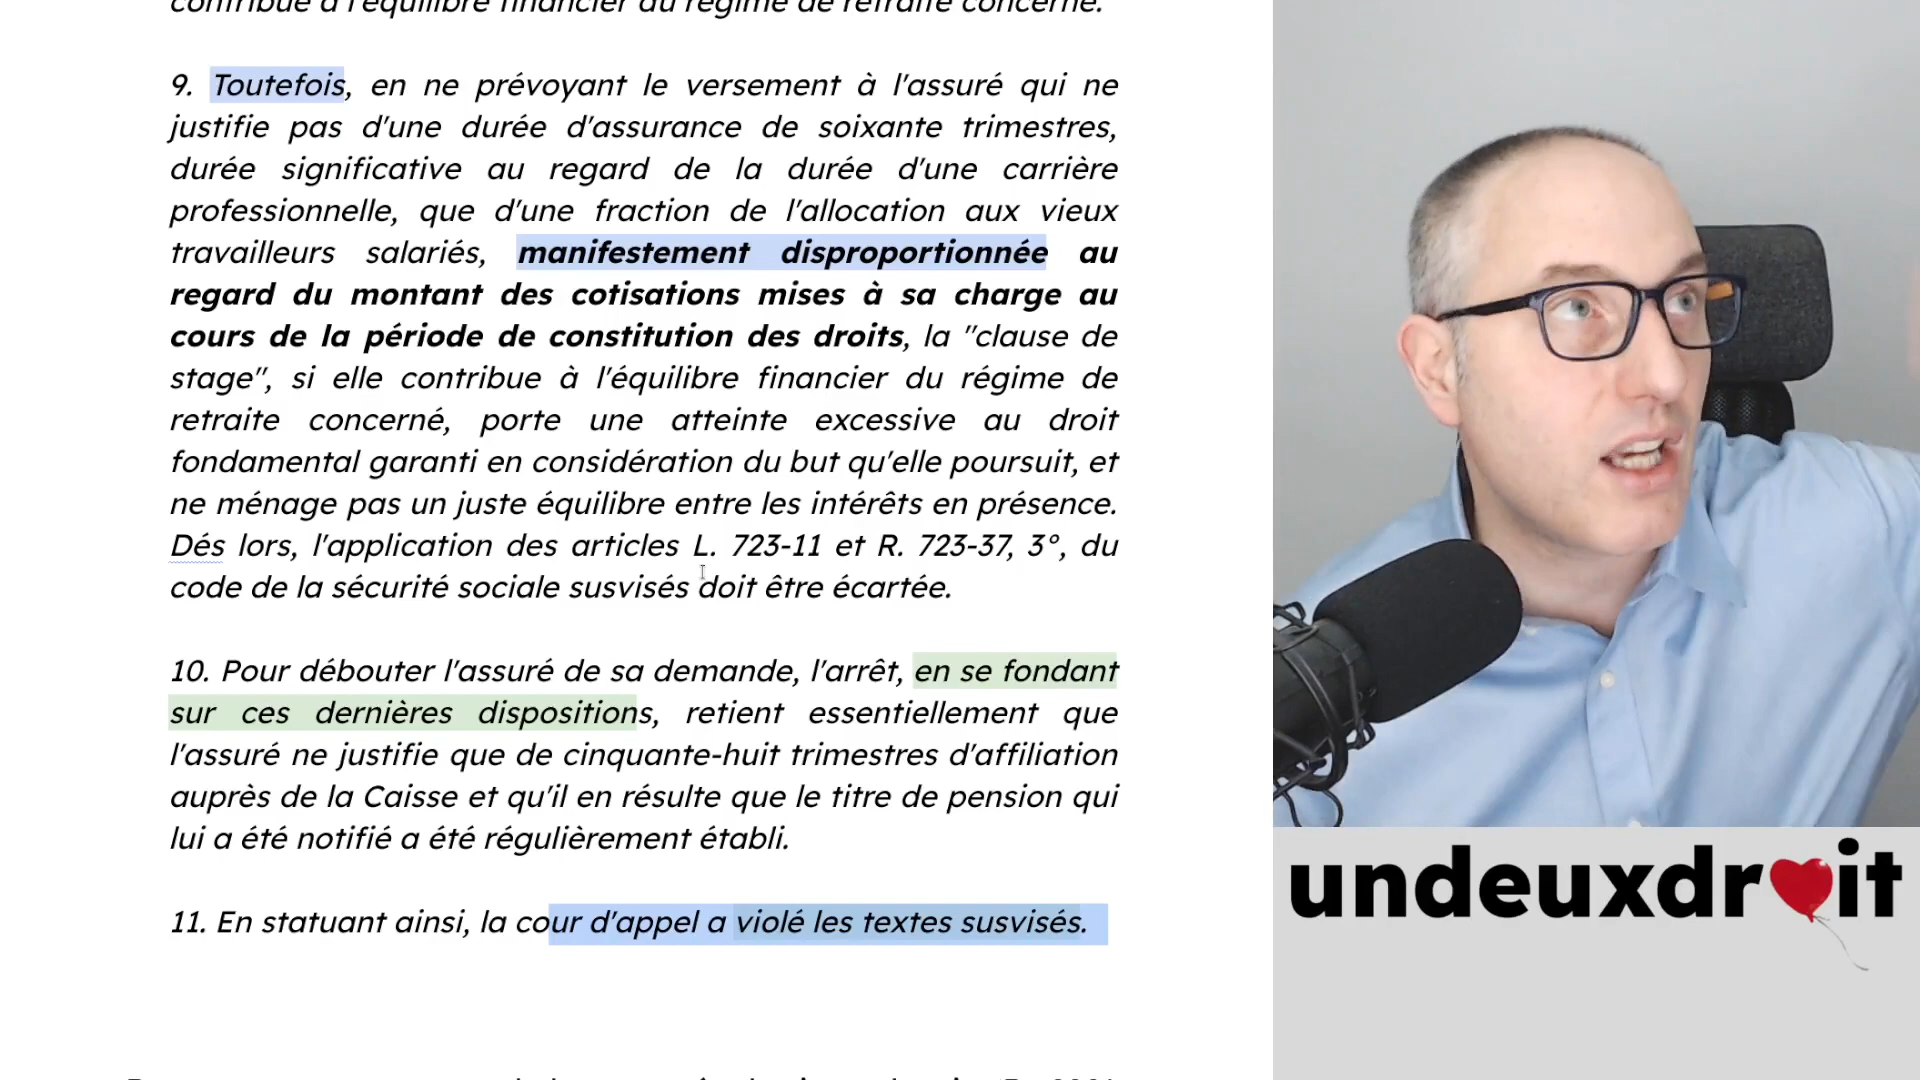 contribue à l'équilibre financier du régime de retraite concerné.
9. Toutefois, en ne prévoyant le versement à l'assuré qui ne
justifie pas d'une durée d'assurance de soixante trimestres,
durée significative au regard de la durée d'une carrière
professionnelle, que d'une fraction de l'allocation aux vieux
travailleurs salariés, manifestement disproportionnée au
regard du montant des cotisations mises à sa charge au
cours de la période de constitution des droits, la "clause de
stage", si elle contribue à l'équilibre financier du régime de
retraite concerné, porte une atteinte excessive au droit
fondamental garanti en considération du but qu'elle poursuit, et
ne ménage pas un juste équilibre entre les intérêts en présence.
Dés lors, l'application des articles L. 723-11 et R. 723-37, 3°, du
code de la sécurité sociale susvisés doit être écartée.
10. Pour débouter l'assuré de sa demande, l'arrêt, en se fondant
sur ces dernières dispositions, retient essentiellement que
l'assuré ne justifie que de cinquante-huit trimestres d'affiliation
auprès de la Caisse et qu'il en résulte que le titre de pension qui
lui a été notifié a été régulièrement établi.
11. En statuant ainsi, la cour d'appel a violé les textes susvisés.
undeuxdroit